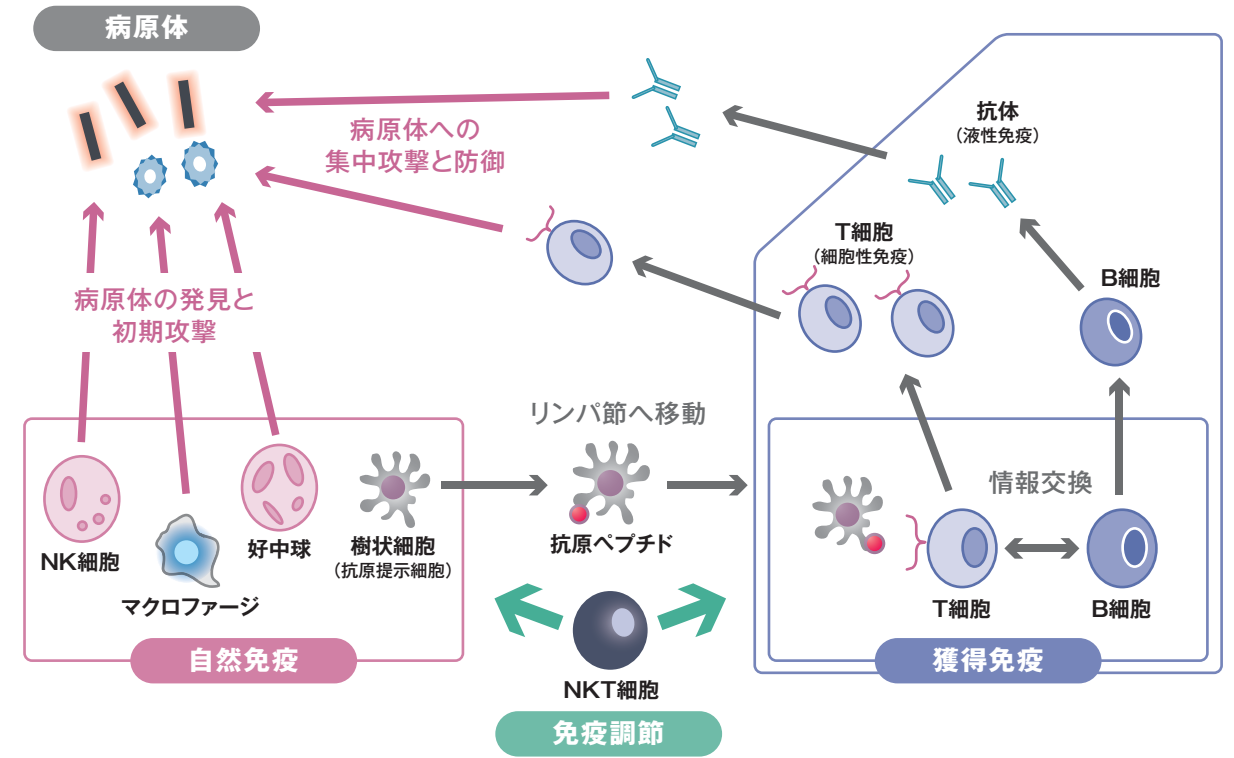 病原体
病原体への
集中攻撃と防御
抗体
（液性免疫）
T細胞
（細胞性免疫）
B細胞
病原体の発見と
初期攻撃
リンパ節へ移動
情報交換
NK細胞
マクロファージ
好中球
樹状細胞
（抗原提示細胞）
抗原ペプチド
T細胞
B細胞
自然免疫
獲得免疫
NKT細胞
免疫調節